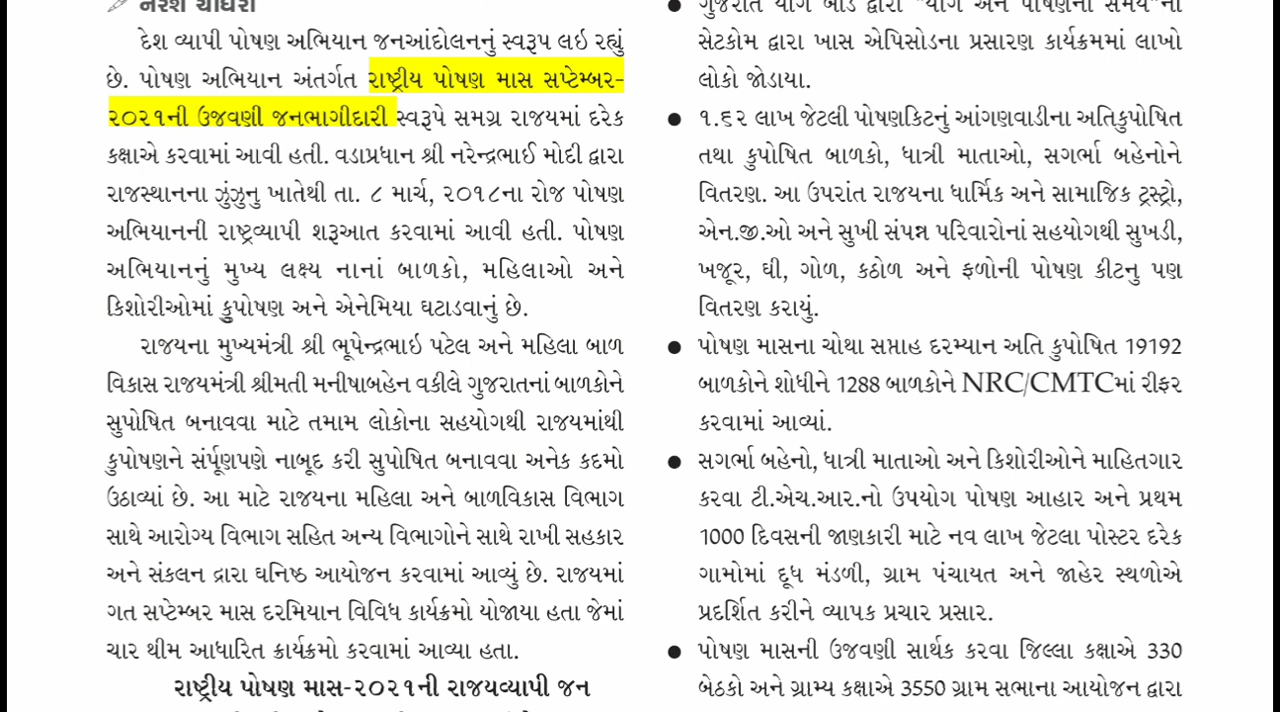 નરેશ ચૌધરી
દેશ વ્યાપી પોષણ અભિયાન જનઆંદોલનનું સ્વરૂપ લઇ રહ્યું
છે. પોષણ અભિયાન અંતર્ગત રાષ્ટ્રીય પોષણ માસ સપ્ટેમ્બર-
૨૦૨૧ની ઉજવણી જનભાગીદારી સ્વરૂપે સમગ્ર રાજયમાં દરેક
કક્ષાએ કરવામાં આવી હતી. વડાપ્રધાન શ્રી નરેન્દ્રભાઈ મોદી દ્વારા
રાજસ્થાનના ઝુંઝુનુ ખાતેથી તા. ૮ માર્ચ, ૨૦૧૮ના રોજ પોષણ
અભિયાનની રાષ્ટ્રવ્યાપી શરૂઆત કરવામાં આવી હતી. પોષણ
અભિયાનનું મુખ્ય લક્ષ્ય નાનાં બાળકો, મહિલાઓ અને
કિશોરીઓમાં કુપોષણ અને એનેમિયા ઘટાડવાનું છે.
રાજયના મુખ્યમંત્રી શ્રી ભૂપેન્દ્રભાઇ પટેલ અને મહિલા બાળ
વિકાસ રાજયમંત્રી શ્રીમતી મનીષાબહેન વકીલે ગુજરાતનાં બાળકોને
સુપોષિત બનાવવા માટે તમામ લોકોના સહયોગથી રાજયમાંથી
કુપોષણને સંર્પૂણપણે નાબૂદ કરી સુપોષિત બનાવવા અનેક કદમો
ઉઠાવ્યાં છે. આ માટે રાજયના મહિલા અને બાળવિકાસ વિભાગ
સાથે આરોગ્ય વિભાગ સહિત અન્ય વિભાગોને સાથે રાખી સહકાર
અને સંકલન દ્રારા ઘનિષ્ઠ આયોજન કરવામાં આવ્યું છે. રાજયમાં
ગત સપ્ટેમ્બર માસ દરમિયાન વિવિધ કાર્યક્રમો યોજાયા હતા જેમાં
ચાર થીમ આધારિત ક્રાર્યક્રમો કરવામાં આવ્યા હતા.
રાષ્ટ્રીય પોષણ માસ-૨૦૨૧ની રાજયવ્યાપી જન
● ગુજરાત યોગ બોર્ડ દ્વારા "યોગ અને પોષણનો સમય"નો
સેટકોમ દ્વારા ખાસ એપિસોડના પ્રસારણ કાર્યક્રમમાં લાખો
લોકો જોડાયા.
● ૧.૬૨ લાખ જેટલી પોષણકિટનું આંગણવાડીના અતિકુપોષિત
તથા કુપોષિત બાળકો, ધાત્રી માતાઓ, સગર્ભા બહેનોને
વિતરણ. આ ઉપરાંત રાજયના ધાર્મિક અને સામાજિક ટ્રસ્ટ્રો,
એન.જી.ઓ અને સુખી સંપન્ન પરિવારોનાં સહયોગથી સુખડી,
ખજૂર, ઘી, ગોળ, કઠોળ અને ફળોની પોષણ કીટનુ પણ
વિતરણ કરાયું.
● પોષણ માસના ચોથા સપ્તાહ દરમ્યાન અતિ કુપોષિત 19192
બાળકોને શોધીને 1288 બાળકોને NRC/CMTCમાં રીફર
કરવામાં આવ્યાં.
● સગર્ભા બહેનો, ધાત્રી માતાઓ અને કિશોરીઓને માહિતગાર
કરવા ટી.એચ.આર.નો ઉપયોગ પોષણ આહાર અને પ્રથમ
1000 દિવસની જાણકારી માટે નવ લાખ જેટલા પોસ્ટર દરેક
ગામોમાં દૂધ મંડળી, ગ્રામ પંચાયત અને જાહેર સ્થળોએ
પ્રદર્શિત કરીને વ્યાપક પ્રચાર પ્રસાર.
● પોષણ માસની ઉજવણી સાર્થક કરવા જિલ્લા કક્ષાએ 330
બેઠકો અને ગ્રામ્ય કક્ષાએ 3550 ગ્રામ સભાના આયોજન દ્વારા